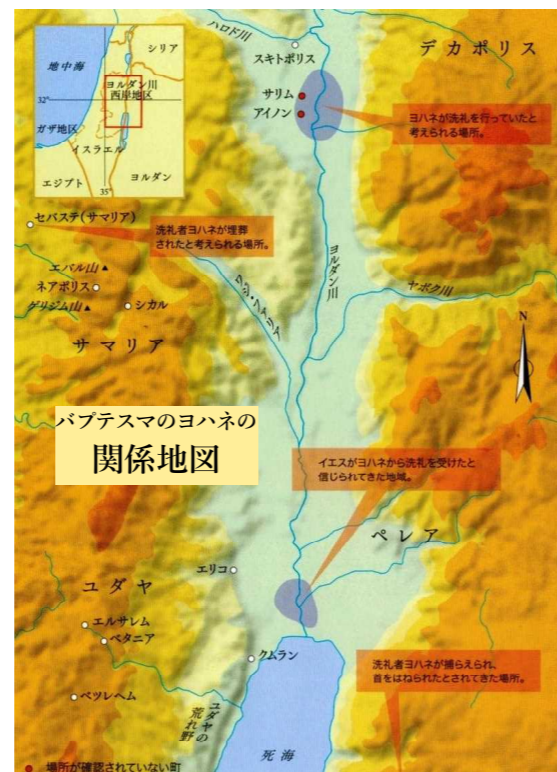 ハロド川
スキトポリス
デカポリス
シリア
地中海
ヨルダン川
西岸地区
32°
ガザ地区
イスラエル
エジプト
ヨルダン
35°
サリム
アイノン
ヨハネが洗礼を行っていたと
考えられる場所。
セバステ(サマリア)
洗礼者ヨハネが埋葬
されたと考えられる場所。
エバル山
ネアポリス
ゲリジム山
シカル
サマリア
ワジ・ファリア
ヨルダン川
ヤボク川
N
バプテスマのヨハネの
関係地図
イエスがヨハネから洗礼を受けたと
信じられてきた地域。
ペレア
エリコ
ユダヤ
エルサレム
ベタニア
クムラン
ベツレヘム
ユダヤの
荒れ野
洗礼者ヨハネが捕らえられ、
首をはねられたとされてきた場所。
死海
場所が確認されていない町